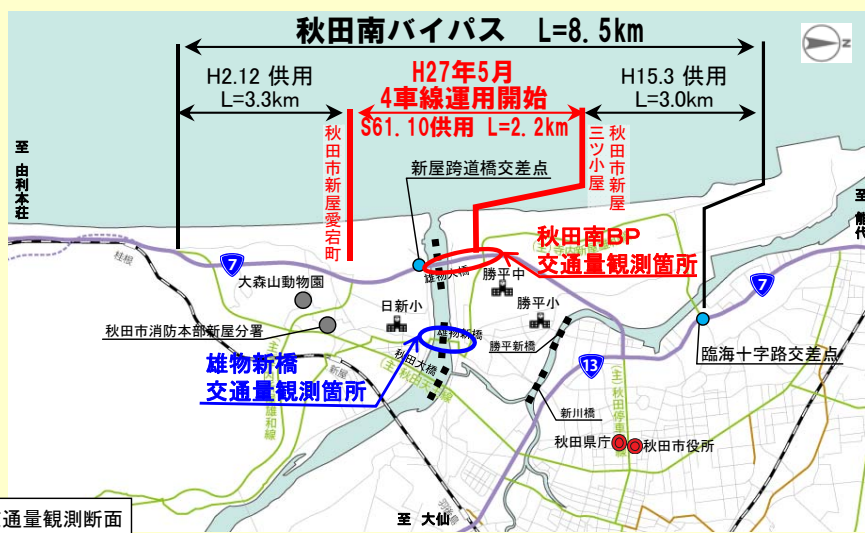 秋田南バイパス L=8.5km
N
H2.12 供用
L=3.3km
H27年5月
4車線運用開始
S61.10供用 L=2.2km
H15.3 供用
L=3.0km
秋田市新屋愛宕町
秋田市新屋
三ツ小屋
至 由利本荘
至 能代
新屋跨道橋交差点
秋田南BP
交通量観測箇所
7
桂根
大森山動物園
雄物大橋
勝平中
日新小
勝平小
7
秋田市消防本部新屋分署
雄物新橋
勝平新橋
臨海十字路交差点
雄物新橋
交通量観測箇所
秋田大橋
新屋
13
新川橋
秋田県庁
秋田市役所
至 大仙
通量観測断面